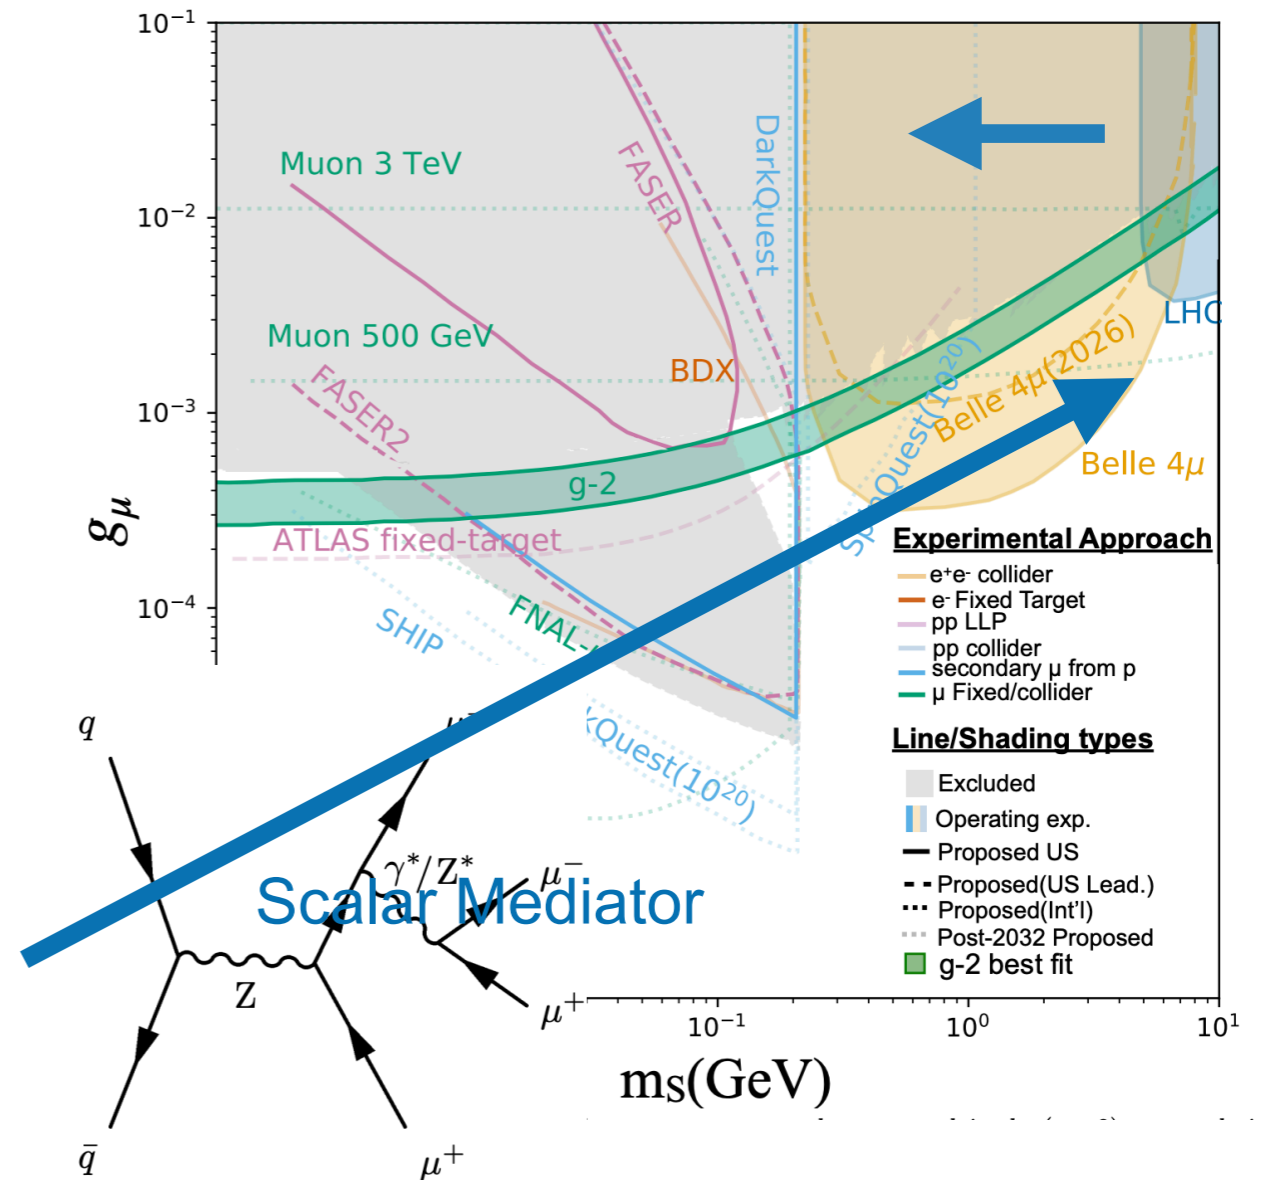 10⁻¹
Muon 3 TeV
FASER
DarkQuest
10⁻²
Muon 500 GeV
LHC
BDX
FASER2
Belle 4μ(2026)
10⁻³
Belle 4μ
g-2
SpinQuest(10²⁰)
gμ
ATLAS fixed-target
10⁻⁴
SHIP
FNAL-
kQuest(10²⁰)
Experimental Approach
e⁺e⁻ collider
e⁻ Fixed Target
pp LLP
pp collider
secondary μ from p
μ Fixed/collider
Line/Shading types
Excluded
Operating exp.
Proposed US
Proposed(US Lead.)
Proposed(Int'l)
Post-2032 Proposed
g-2 best fit
q
γ*/Z*
μ⁻
Scalar Mediator
Z
μ⁺
q̄
μ⁺
10⁻¹
10⁰
10¹
mS(GeV)